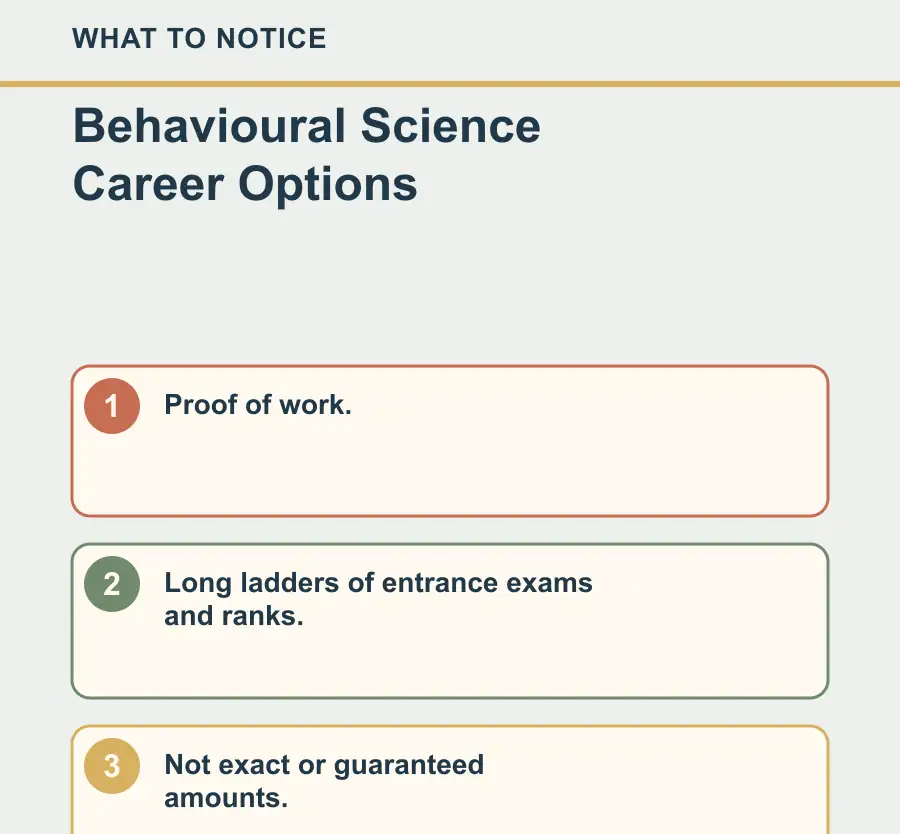 WHAT TO NOTICE
Behavioural Science
Career Options
1
Proof of work.
2
Long ladders of entrance exams
and ranks.
3
Not exact or guaranteed
amounts.